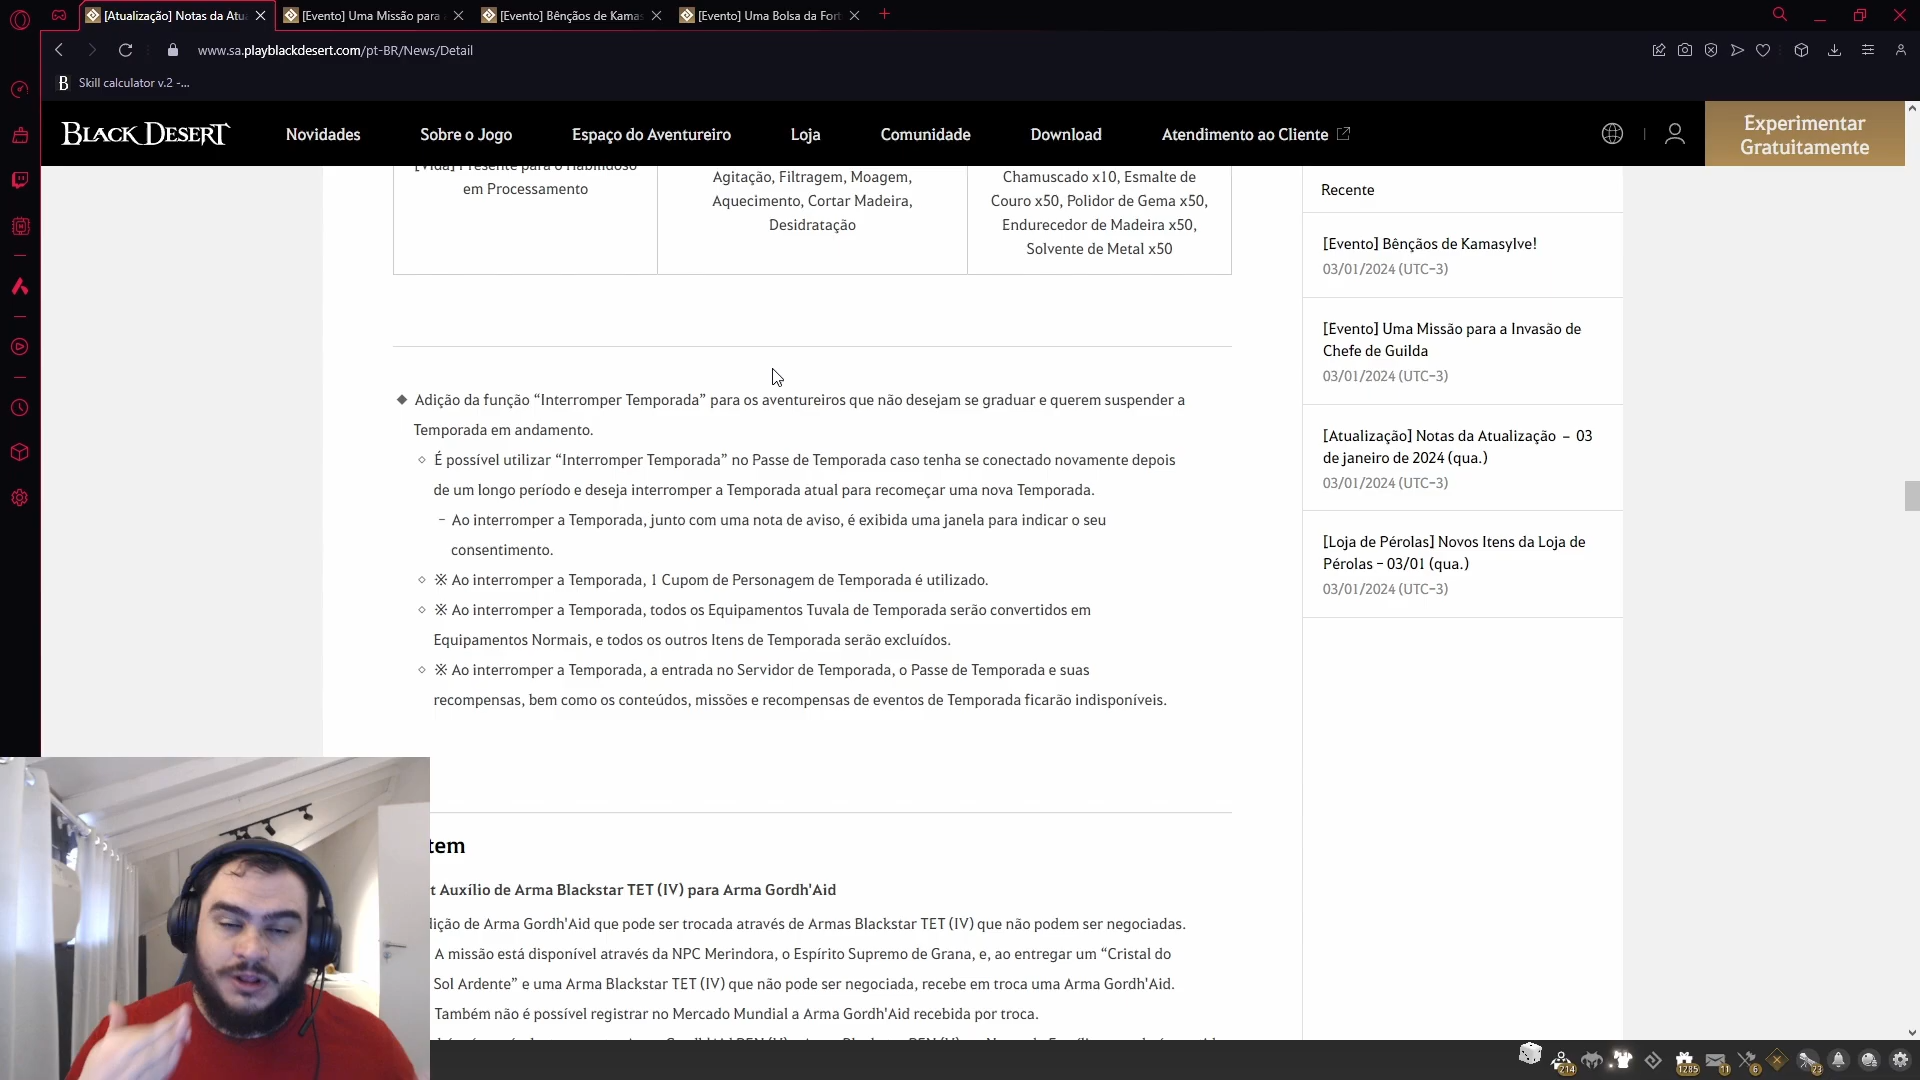 [Atualização] Notas da Atu
[Evento] Uma Missão para
[Evento] Bênçãos de Kamas
[Evento] Uma Bolsa da For
www.sa.playblackdesert.com/pt-BR/News/Detail
B Skill calculator v.2 -...
BLACK DESERT
Novidades
Sobre o Jogo
Espaço do Aventureiro
Loja
Comunidade
Download
Atendimento ao Cliente
Experimentar
Gratuitamente
[Vida] Presente para o Habilidoso
em Processamento
Agitação, Filtragem, Moagem,
Aquecimento, Cortar Madeira,
Desidratação
Chamuscado x10, Esmalte de
Couro x50, Polidor de Gema x50,
Endurecedor de Madeira x50,
Solvente de Metal x50
◆ Adição da função “Interromper Temporada” para os aventureiros que não desejam se graduar e querem suspender a
Temporada em andamento.
◇ É possível utilizar “Interromper Temporada” no Passe de Temporada caso tenha se conectado novamente depois
de um longo período e deseja interromper a Temporada atual para recomeçar uma nova Temporada.
- Ao interromper a Temporada, junto com uma nota de aviso, é exibida uma janela para indicar o seu
consentimento.
◇ ※ Ao interromper a Temporada, 1 Cupom de Personagem de Temporada é utilizado.
◇ ※ Ao interromper a Temporada, todos os Equipamentos Tuvala de Temporada serão convertidos em
Equipamentos Normais, e todos os outros Itens de Temporada serão excluídos.
◇ ※ Ao interromper a Temporada, a entrada no Servidor de Temporada, o Passe de Temporada e suas
recompensas, bem como os conteúdos, missões e recompensas de eventos de Temporada ficarão indisponíveis.
tem
t Auxílio de Arma Blackstar TET (IV) para Arma Gordh'Aid
ição de Arma Gordh'Aid que pode ser trocada através de Armas Blackstar TET (IV) que não podem ser negociadas.
A missão está disponível através da NPC Merindora, o Espírito Supremo de Grana, e, ao entregar um “Cristal do
Sol Ardente” e uma Arma Blackstar TET (IV) que não pode ser negociada, recebe em troca uma Arma Gordh'Aid.
Também não é possível registrar no Mercado Mundial a Arma Gordh'Aid recebida por troca.
Recente
[Evento] Bênçãos de Kamasylve!
03/01/2024 (UTC-3)
[Evento] Uma Missão para a Invasão de
Chefe de Guilda
03/01/2024 (UTC-3)
[Atualização] Notas da Atualização – 03
de janeiro de 2024 (qua.)
03/01/2024 (UTC-3)
[Loja de Pérolas] Novos Itens da Loja de
Pérolas – 03/01 (qua.)
03/01/2024 (UTC-3)
214
1285
11
6
23